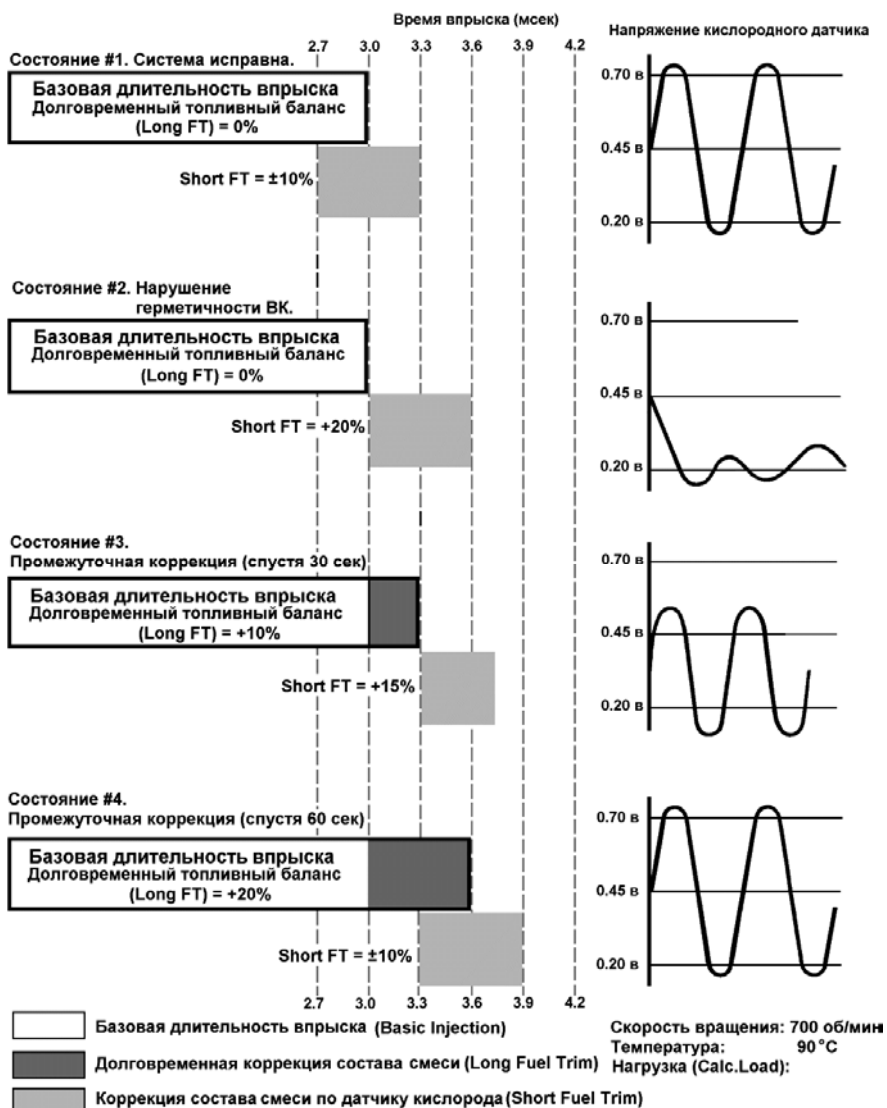 Время впрыска (мсек)
2.7 3.0 3.3 3.6 3.9 4.2
Напряжение кислородного датчика
Состояние #1. Система исправна.
Базовая длительность впрыска
Долговременный топливный баланс
(Long FT) = 0%
Short FT = ±10%
0.70 в
0.45 в
0.20 в
Состояние #2. Нарушение
герметичности ВК.
Базовая длительность впрыска
Долговременный топливный баланс
(Long FT) = 0%
Short FT = +20%
0.70 в
0.45 в
0.20 в
Состояние #3.
Промежуточная коррекция (спустя 30 сек)
Базовая длительность впрыска
Долговременный топливный баланс
(Long FT) = +10%
Short FT = +15%
0.70 в
0.45 в
0.20 в
Состояние #4.
Промежуточная коррекция (спустя 60 сек)
Базовая длительность впрыска
Долговременный топливный баланс
(Long FT) = +20%
Short FT = ±10%
0.70 в
0.45 в
0.20 в
2.7 3.0 3.3 3.6 3.9 4.2
Базовая длительность впрыска (Basic Injection)
Долговременная коррекция состава смеси (Long Fuel Trim)
Коррекция состава смеси по датчику кислорода (Short Fuel Trim)
Скорость вращения: 700 об/мин
Температура: 90°C
Нагрузка (Calc.Load):